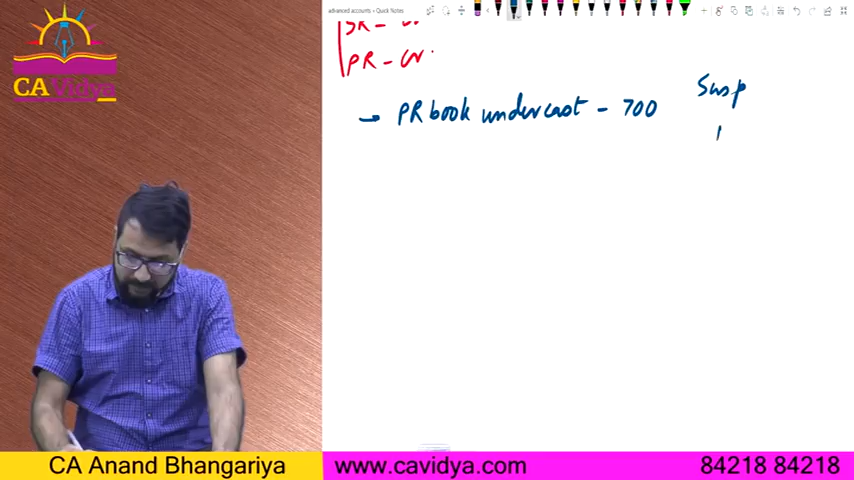 advanced accounts • Quick Notes
SR -
PR - Cr.
→ PR book undercast - 700
Susp
CA Vidya
CA Anand Bhangariya
www.cavidya.com
84218 84218